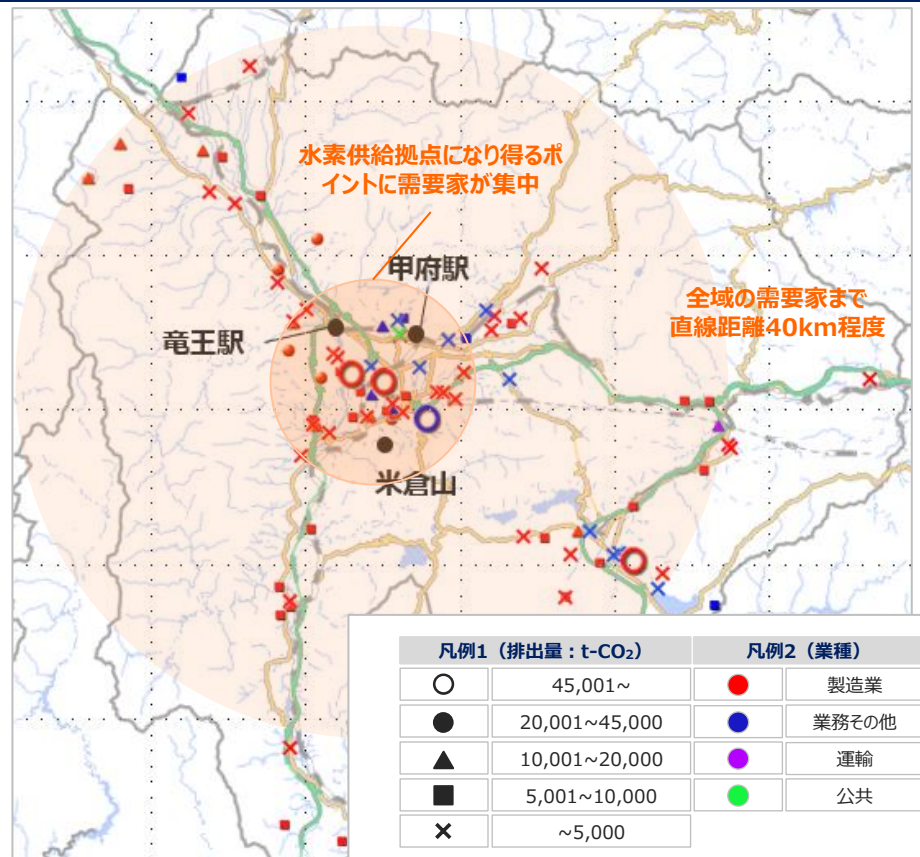 水素供給拠点になり得るポ
イントに需要家が集中
甲府駅
全域の需要家まで
直線距離40km程度
竜王駅
米倉山
凡例1（排出量：t-CO₂） 凡例2（業種）
45,001~ 製造業
20,001~45,000 業務その他
10,001~20,000 運輸
5,001~10,000 公共
~5,000